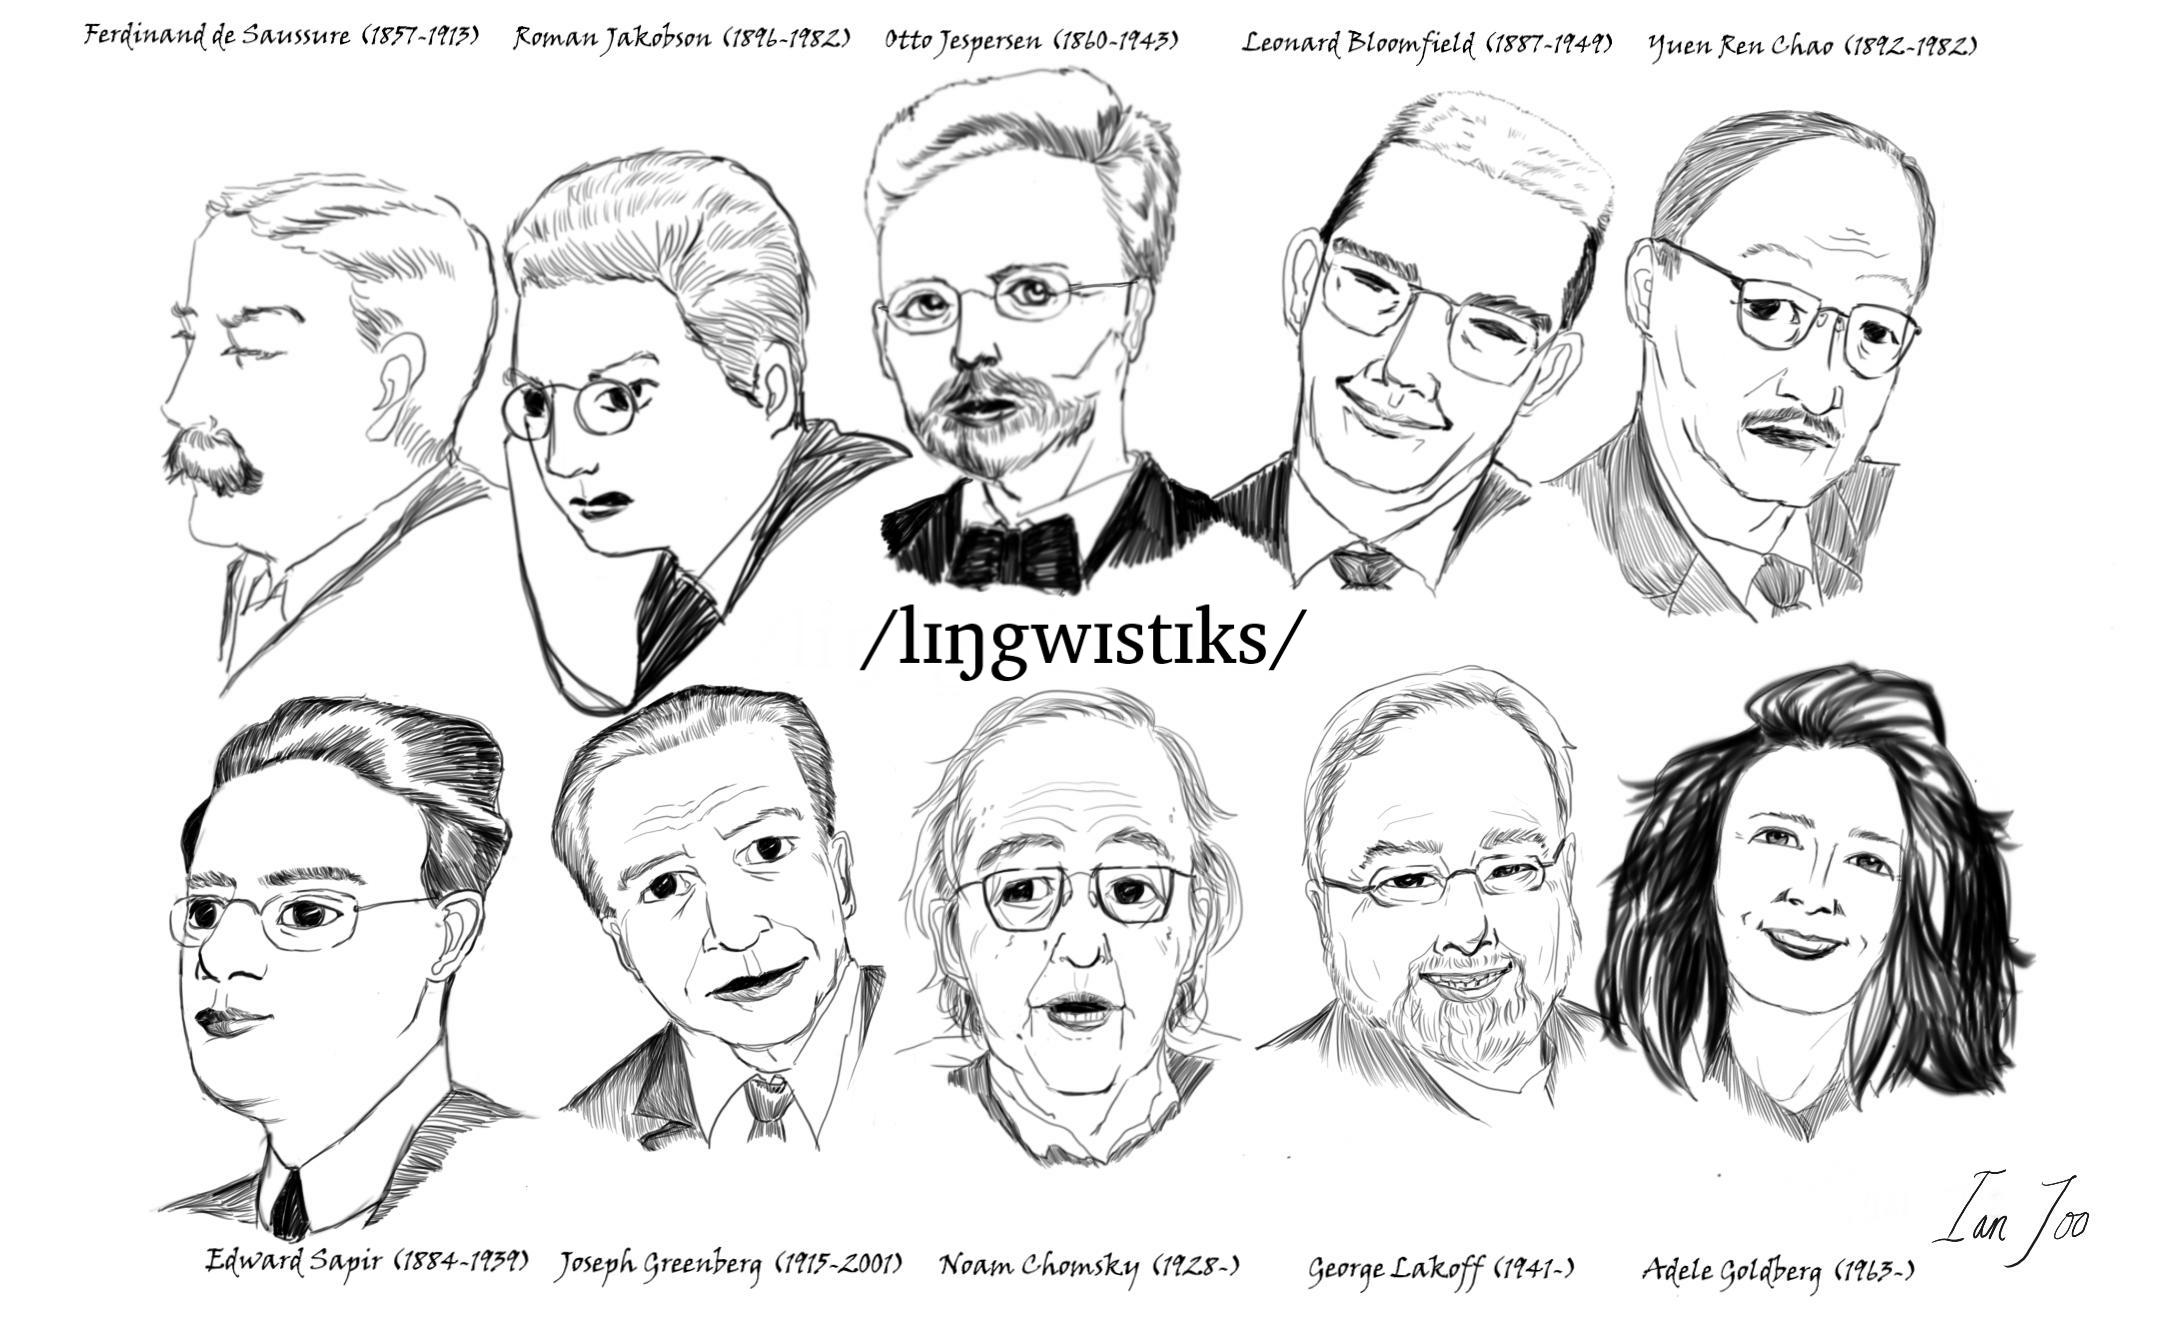 Ferdinand de Saussure (1857-1913)
Roman Jakobson (1896-1982)
Otto Jespersen (1860-1943)
Leonard Bloomfield (1887-1949)
Yuen Ren Chao (1892-1982)
/lɪŋgwɪstɪks/
Edward Sapir (1884-1939)
Joseph Greenberg (1915-2001)
Noam Chomsky (1928-)
George Lakoff (1941-)
Adele Goldberg (1963-)
Ian Joo